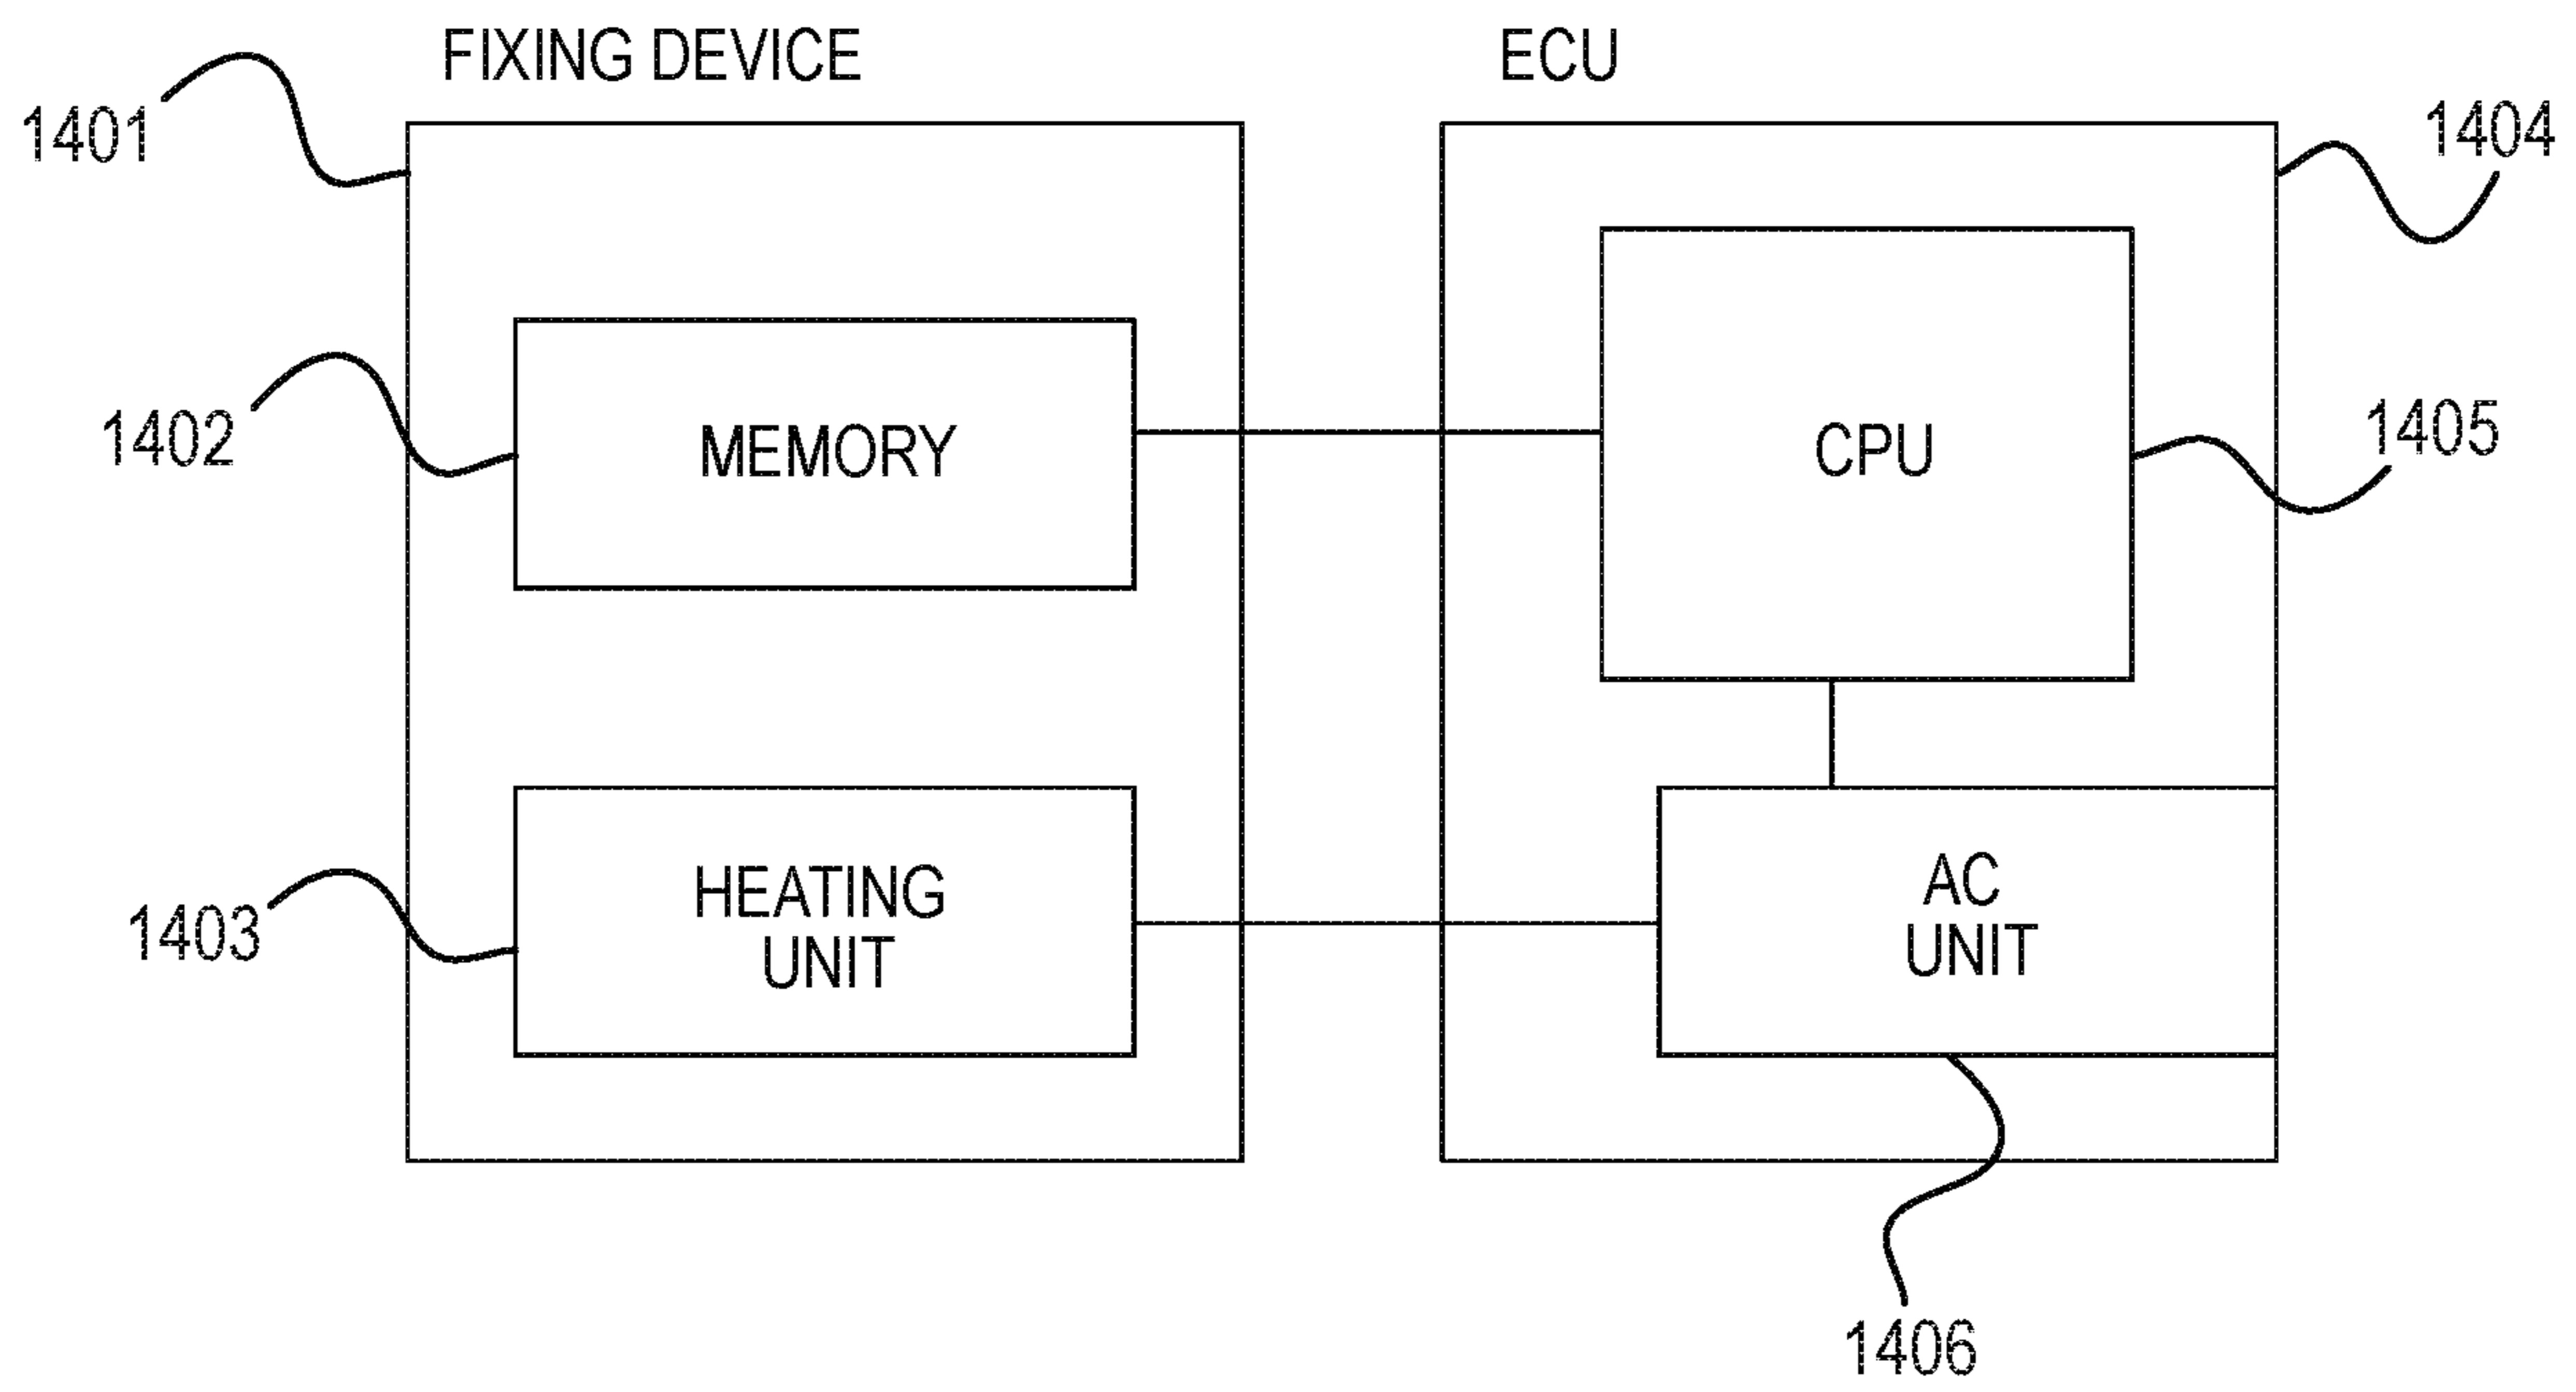 FIXING DEVICE
ECU
1401
1404
1402
MEMORY
CPU
1405
1403
HEATING
UNIT
AC
UNIT
1406